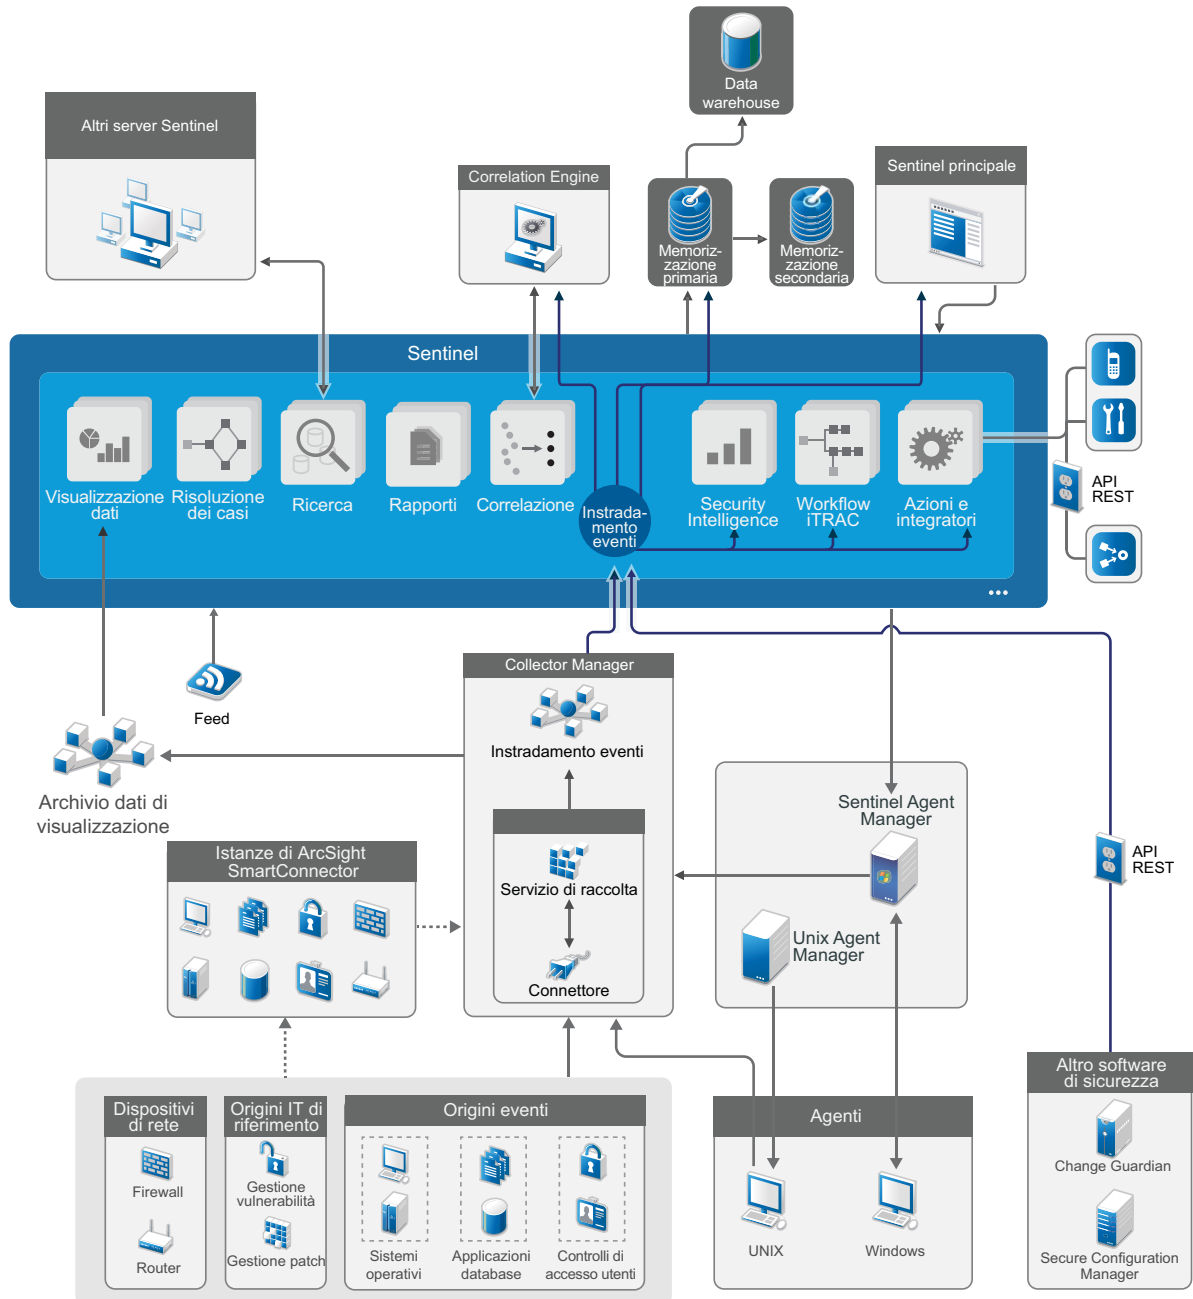 Data
warehouse
Altri server Sentinel
Correlation Engine
Sentinel principale
Memoriz-
zazione
primaria
Memoriz-
zazione
secondaria
Sentinel
Visualizzazione
dati
Risoluzione
dei casi
Ricerca
Rapporti
Correlazione
Instrada-
mento
eventi
Security
Intelligence
Workflow
iTRAC
Azioni e
integratori
API
REST
Feed
Collector Manager
Instradamento eventi
Archivio dati di
visualizzazione
Servizio di raccolta
Connettore
Sentinel Agent
Manager
Unix Agent
Manager
API
REST
Istanze di ArcSight
SmartConnector
Dispositivi
di rete
Firewall
Router
Origini IT di
riferimento
Gestione
vulnerabilità
Gestione patch
Origini eventi
Sistemi
operativi
Applicazioni
database
Controlli di
accesso utenti
Agenti
UNIX
Windows
Altro software
di sicurezza
Change Guardian
Secure Configuration
Manager